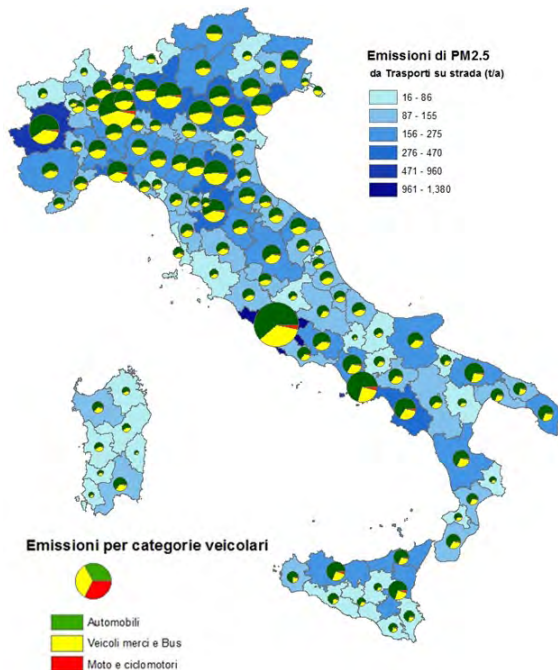 Emissioni di PM2.5
da Trasporti su strada (t/a)
16 - 86
87 - 155
156 - 275
276 - 470
471 - 960
961 - 1,380
Emissioni per categorie veicolari
Automobili
Veicoli merci e Bus
Moto e ciclomotori